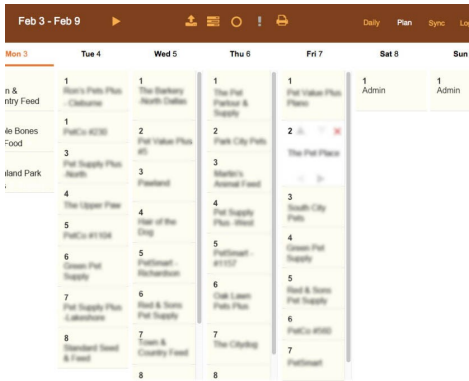 Feb 3 - Feb 9
Daily Plan Sync Lo
Mon 3
Tue 4
Wed 5
Thu 6
Fri 7
Sat 8
Sun
n &
ntry Feed
le Bones
Food
land Park
s
1
Ron's Pets Plus
- Cleburne
1
PetCo #230
3
Pet Supply Plus
-North
4
The Upper Paw
5
PetCo #1104
6
Green Pet
Supply
7
Pet Supply Plus
-Lakeshore
8
Standard Seed
& Feed
1
The Barkery
-North Dallas
2
Pet Value Plus
#5
3
Pawland
4
Hair of the
Dog
5
PetSmart -
Richardson
6
Red & Sons
Pet Supply
7
Town &
Country Feed
8
1
The Pet
Parlour &
Supply
2
Park City Pets
3
Martin's
Animal Feed
4
Pet Supply
Plus -West
5
PetSmart -
#1157
6
Oak Lawn
Pets Plus
7
The Citydog
8
1
Pet Value Plus
Plano
2
The Pet Place
3
South City
Pets
4
Green Pet
Supply
5
Red & Sons
Pet Supply
6
PetCo #560
7
PetSmart
1
Admin
1
Admin